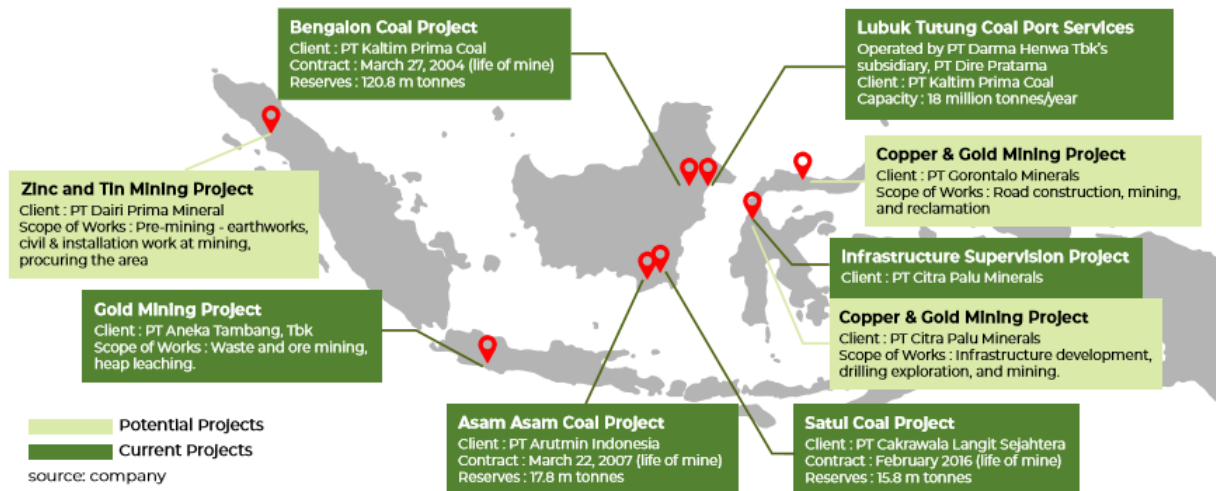 Bengalon Coal Project
Client : PT Kaltim Prima Coal
Contract : March 27, 2004 (life of mine)
Reserves : 120.8 m tonnes
Lubuk Tutung Coal Port Services
Operated by PT Darma Henwa Tbk's
subsidiary, PT Dire Pratama
Client : PT Kaltim Prima Coal
Capacity : 18 million tonnes/year
Zinc and Tin Mining Project
Client : PT Dairi Prima Mineral
Scope of Works : Pre-mining - earthworks,
civil & installation work at mining,
procuring the area
Copper & Gold Mining Project
Client : PT Gorontalo Minerals
Scope of Works : Road construction, mining,
and reclamation
Infrastructure Supervision Project
Client : PT Citra Palu Minerals
Gold Mining Project
Client : PT Aneka Tambang, Tbk
Scope of Works : Waste and ore mining,
heap leaching.
Copper & Gold Mining Project
Client : PT Citra Palu Minerals
Scope of Works : Infrastructure development,
drilling exploration, and mining.
Asam Asam Coal Project
Client : PT Arutmin Indonesia
Contract : March 22, 2007 (life of mine)
Reserves : 17.8 m tonnes
Satul Coal Project
Client : PT Cakrawala Langit Sejahtera
Contract : February 2016 (life of mine)
Reserves : 15.8 m tonnes
Potential Projects
Current Projects
source: company